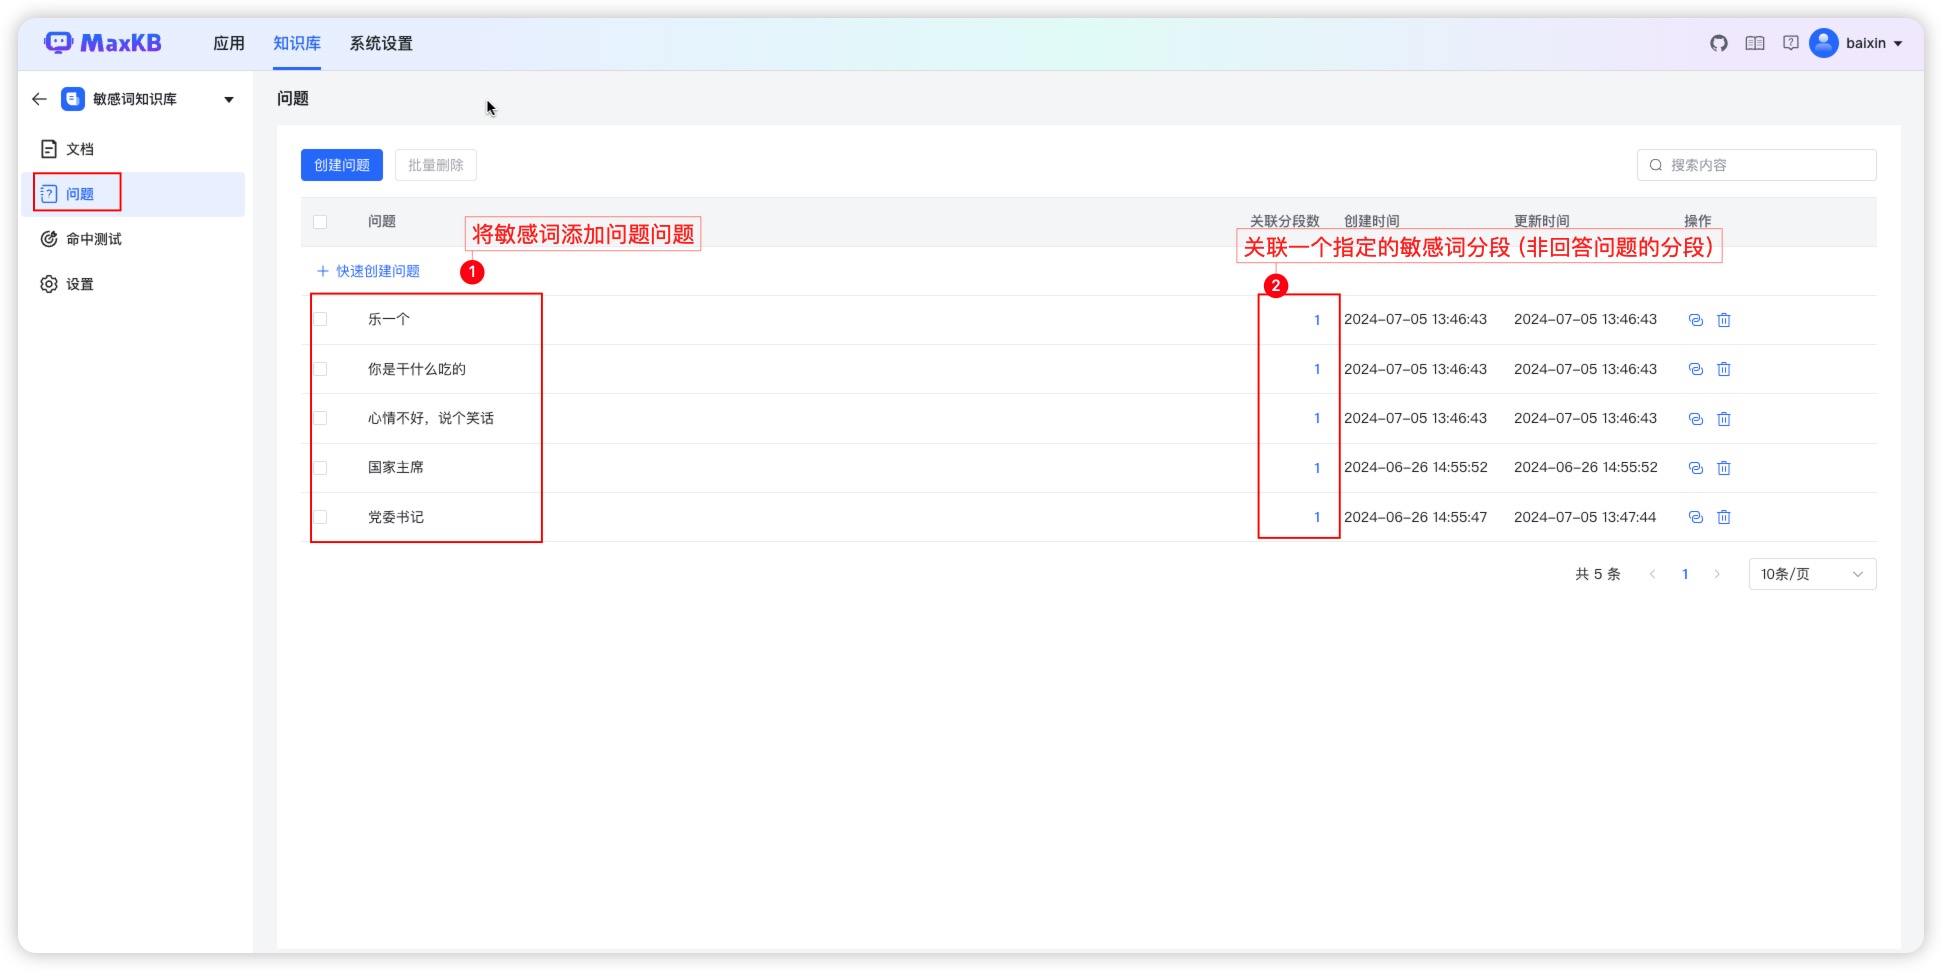 MaxKB 应用 知识库 系统设置 baixin
敏感词知识库
文档
问题
命中测试
设置
问题
创建问题 批量删除 搜索内容
问题 关联分段数 创建时间 更新时间 操作
将敏感词添加问题问题
关联一个指定的敏感词分段（非回答问题的分段）
快速创建问题
1
2
乐一个 1 2024-07-05 13:46:43 2024-07-05 13:46:43
你是干什么吃的 1 2024-07-05 13:46:43 2024-07-05 13:46:43
心情不好，说个笑话 1 2024-07-05 13:46:43 2024-07-05 13:46:43
国家主席 1 2024-06-26 14:55:52 2024-06-26 14:55:52
党委书记 1 2024-06-26 14:55:47 2024-07-05 13:47:44
共 5 条 1 10条/页